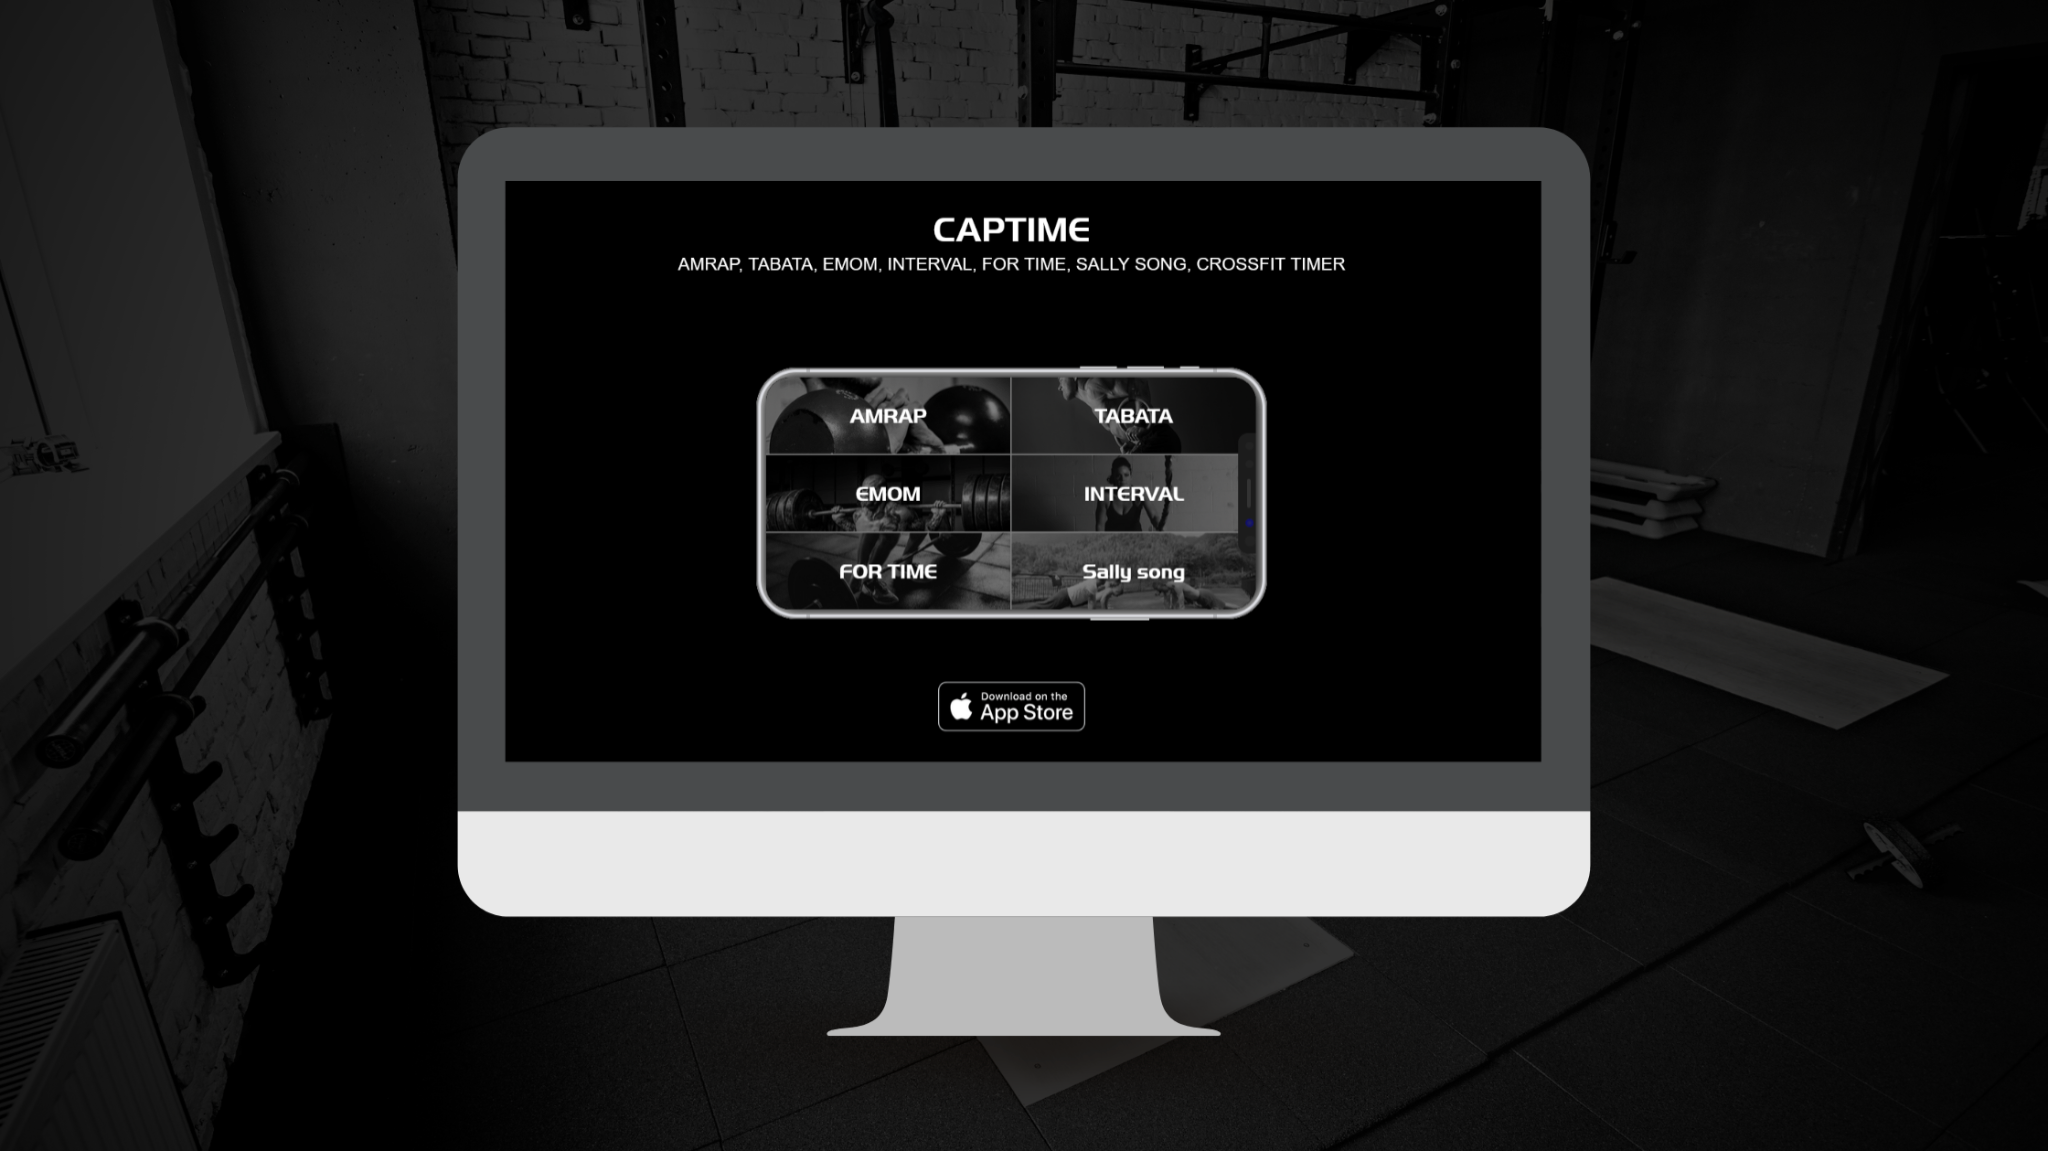 CAPTIME
AMRAP, TABATA, EMOM, INTERVAL, FOR TIME, SALLY SONG, CROSSFIT TIMER
AMRAP
TABATA
EMOM
INTERVAL
FOR TIME
Sally song
Download on the
App Store